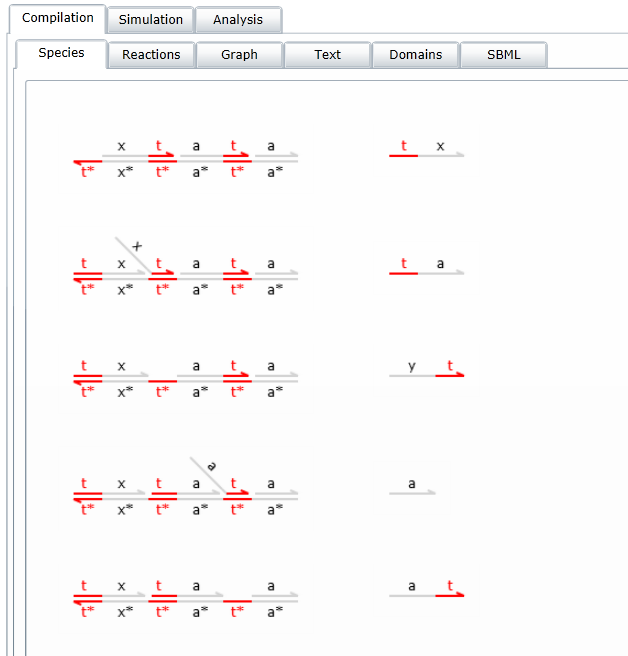 Compilation Simulation Analysis
Species Reactions Graph Text Domains SBML
x t a t a t x
t* x* t* a* t* a*
x
t x t a t a t a
t* x* t* a* t* a*
t x a t a y t
t* x* t* a* t* a*
a
t x t a t a a
t* x* t* a* t* a*
t x t a a a t
t* x* t* a* t* a*